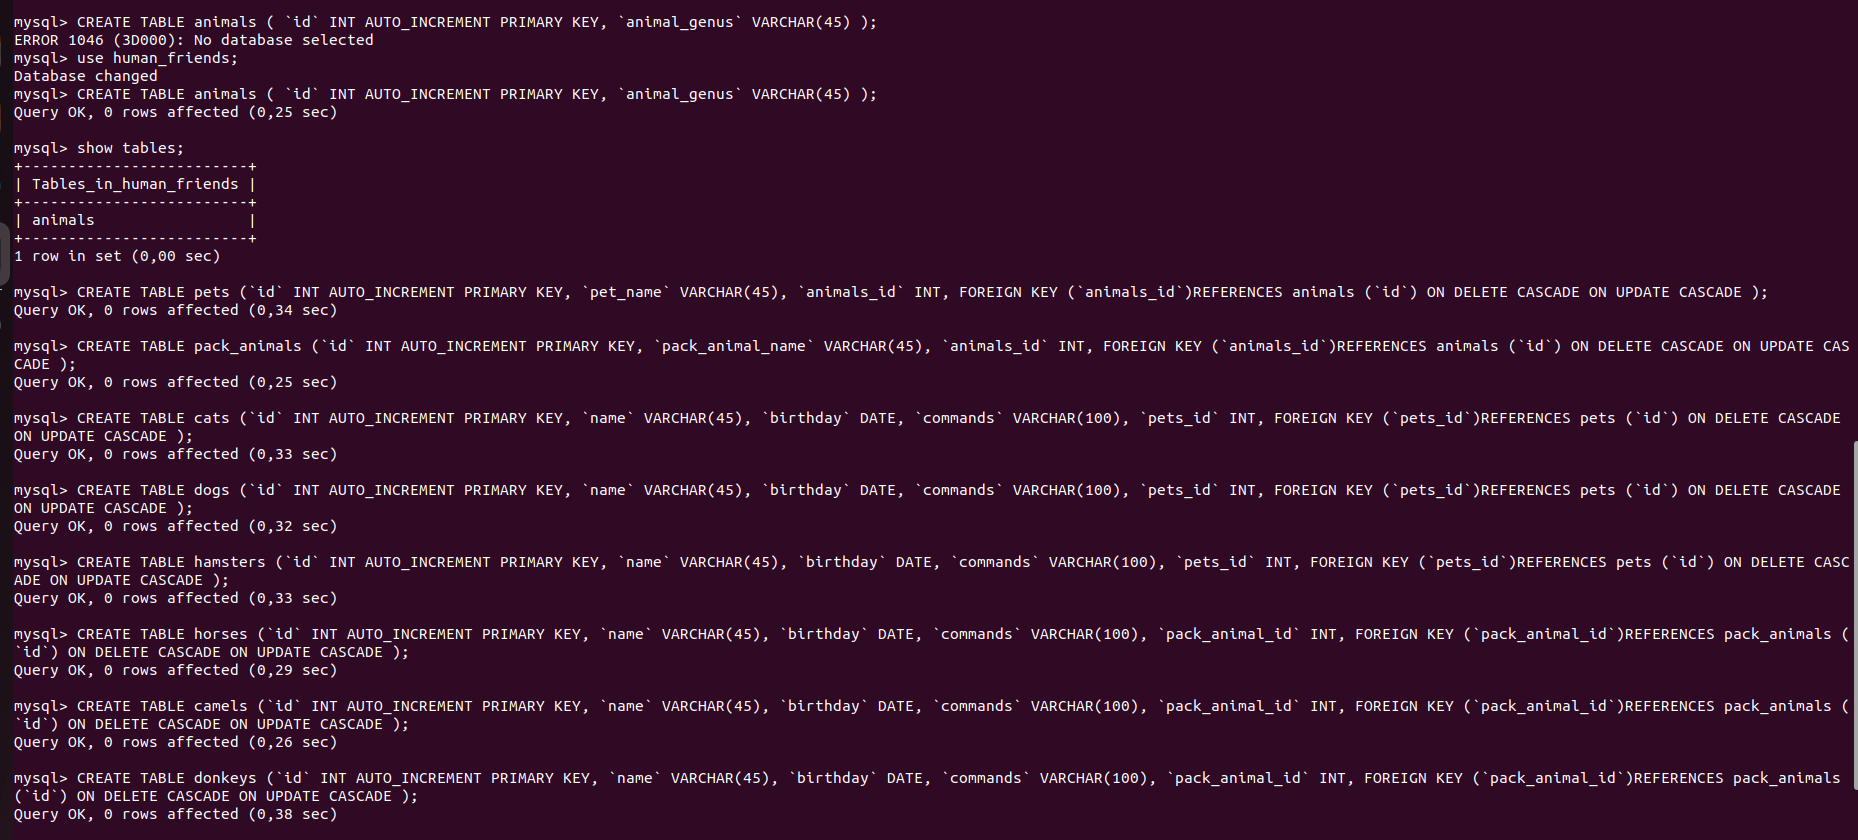 mysql> CREATE TABLE animals ( `id` INT AUTO_INCREMENT PRIMARY KEY, `animal_genus` VARCHAR(45) );
ERROR 1046 (3D000): No database selected
mysql> use human_friends;
Database changed
mysql> CREATE TABLE animals ( `id` INT AUTO_INCREMENT PRIMARY KEY, `animal_genus` VARCHAR(45) );
Query OK, 0 rows affected (0,25 sec)

mysql> show tables;
+-------------------------+
| Tables_in_human_friends |
+-------------------------+
| animals                 |
+-------------------------+
1 row in set (0,00 sec)

mysql> CREATE TABLE pets (`id` INT AUTO_INCREMENT PRIMARY KEY, `pet_name` VARCHAR(45), `animals_id` INT, FOREIGN KEY (`animals_id`)REFERENCES animals (`id`) ON DELETE CASCADE ON UPDATE CASCADE );
Query OK, 0 rows affected (0,34 sec)

mysql> CREATE TABLE pack_animals (`id` INT AUTO_INCREMENT PRIMARY KEY, `pack_animal_name` VARCHAR(45), `animals_id` INT, FOREIGN KEY (`animals_id`)REFERENCES animals (`id`) ON DELETE CASCADE ON UPDATE CAS
CADE );
Query OK, 0 rows affected (0,25 sec)

mysql> CREATE TABLE cats (`id` INT AUTO_INCREMENT PRIMARY KEY, `name` VARCHAR(45), `birthday` DATE, `commands` VARCHAR(100), `pets_id` INT, FOREIGN KEY (`pets_id`)REFERENCES pets (`id`) ON DELETE CASCADE
ON UPDATE CASCADE );
Query OK, 0 rows affected (0,33 sec)

mysql> CREATE TABLE dogs (`id` INT AUTO_INCREMENT PRIMARY KEY, `name` VARCHAR(45), `birthday` DATE, `commands` VARCHAR(100), `pets_id` INT, FOREIGN KEY (`pets_id`)REFERENCES pets (`id`) ON DELETE CASCADE
ON UPDATE CASCADE );
Query OK, 0 rows affected (0,32 sec)

mysql> CREATE TABLE hamsters (`id` INT AUTO_INCREMENT PRIMARY KEY, `name` VARCHAR(45), `birthday` DATE, `commands` VARCHAR(100), `pets_id` INT, FOREIGN KEY (`pets_id`)REFERENCES pets (`id`) ON DELETE CASC
ADE ON UPDATE CASCADE );
Query OK, 0 rows affected (0,33 sec)

mysql> CREATE TABLE horses (`id` INT AUTO_INCREMENT PRIMARY KEY, `name` VARCHAR(45), `birthday` DATE, `commands` VARCHAR(100), `pack_animal_id` INT, FOREIGN KEY (`pack_animal_id`)REFERENCES pack_animals (
`id`) ON DELETE CASCADE ON UPDATE CASCADE );
Query OK, 0 rows affected (0,29 sec)

mysql> CREATE TABLE camels (`id` INT AUTO_INCREMENT PRIMARY KEY, `name` VARCHAR(45), `birthday` DATE, `commands` VARCHAR(100), `pack_animal_id` INT, FOREIGN KEY (`pack_animal_id`)REFERENCES pack_animals (
`id`) ON DELETE CASCADE ON UPDATE CASCADE );
Query OK, 0 rows affected (0,26 sec)

mysql> CREATE TABLE donkeys (`id` INT AUTO_INCREMENT PRIMARY KEY, `name` VARCHAR(45), `birthday` DATE, `commands` VARCHAR(100), `pack_animal_id` INT, FOREIGN KEY (`pack_animal_id`)REFERENCES pack_animals
(`id`) ON DELETE CASCADE ON UPDATE CASCADE );
Query OK, 0 rows affected (0,38 sec)